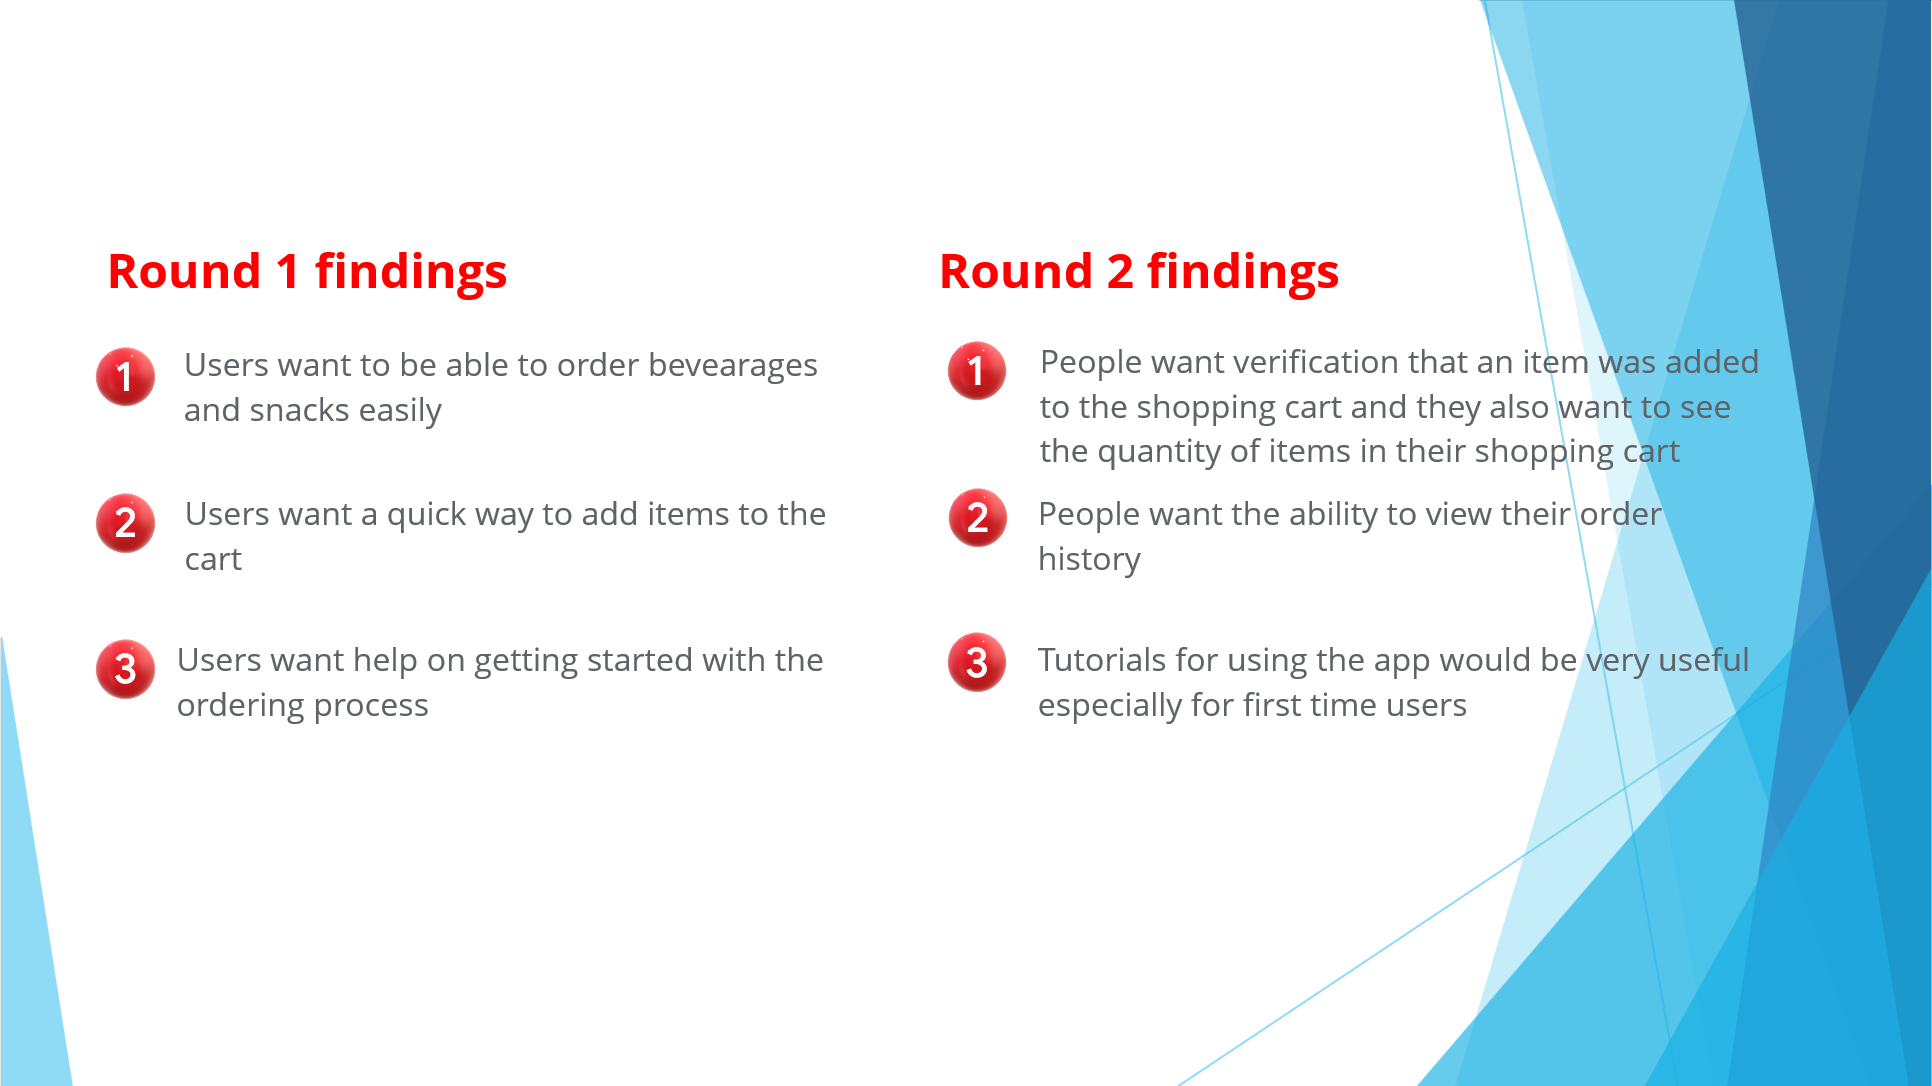 Round 1 findings
1 Users want to be able to order bevearages
and snacks easily
2 Users want a quick way to add items to the
cart
3 Users want help on getting started with the
ordering process
Round 2 findings
1 People want verification that an item was added
to the shopping cart and they also want to see
the quantity of items in their shopping cart
2 People want the ability to view their order
history
3 Tutorials for using the app would be very useful
especially for first time users